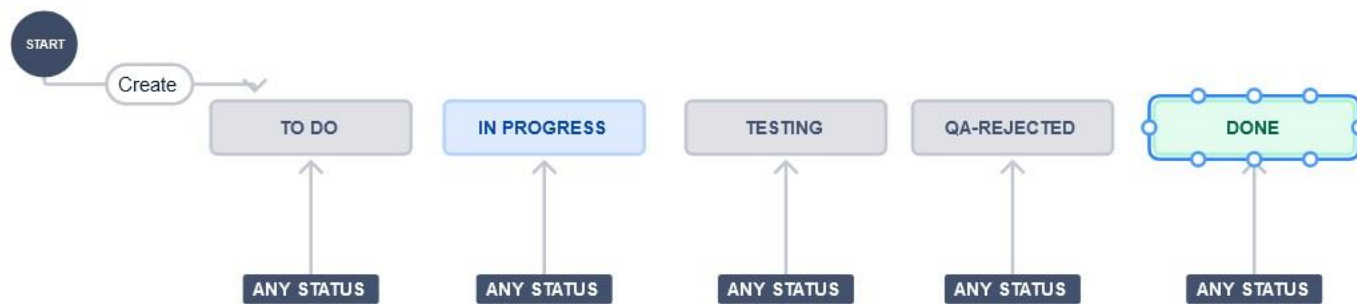 START
Create
TO DO
IN PROGRESS
TESTING
QA-REJECTED
DONE
ANY STATUS
ANY STATUS
ANY STATUS
ANY STATUS
ANY STATUS